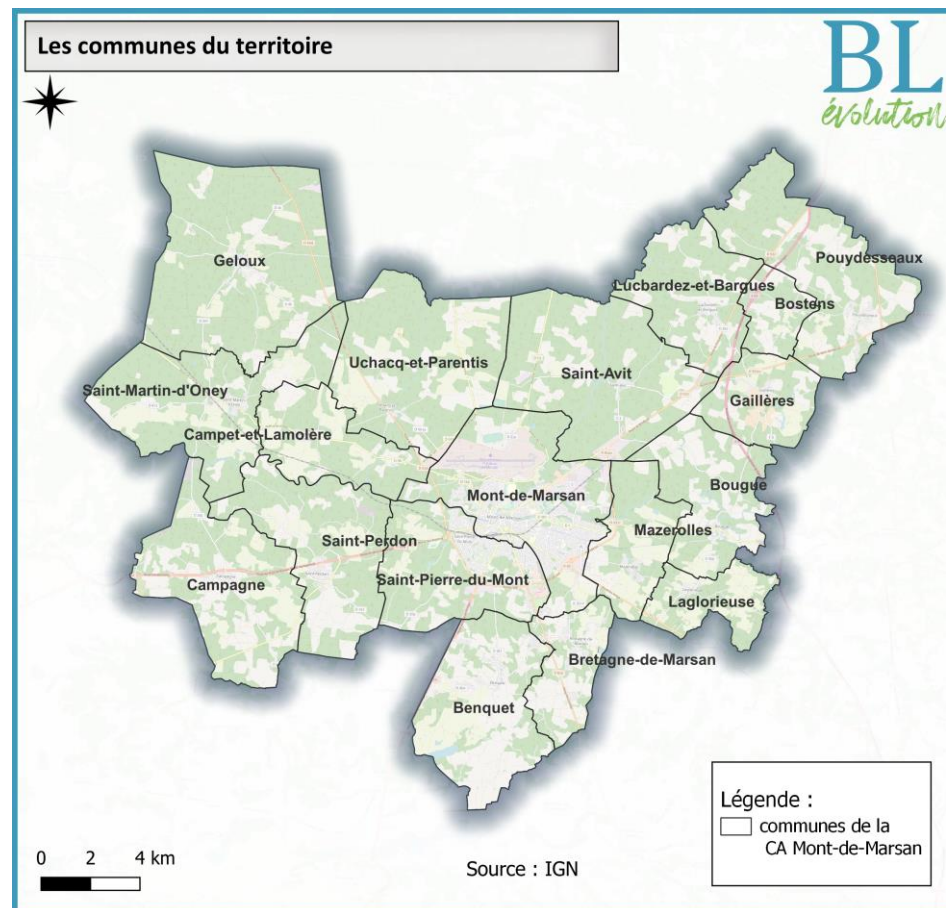 Les communes du territoire
BL
évolution
Geloux
Pouydesseaux
Lucbardez-et-Bargues
Bostens
Uchacq-et-Parentis
Saint-Avit
Saint-Martin-d'Oney
Gaillères
Campet-et-Lamolère
Bougue
Mont-de-Marsan
Mazerolles
Saint-Perdon
Campagne
Saint-Pierre-du-Mont
Laglorieuse
Bretagne-de-Marsan
Benquet
Légende :
communes de la
CA Mont-de-Marsan
0 2 4 km
Source : IGN